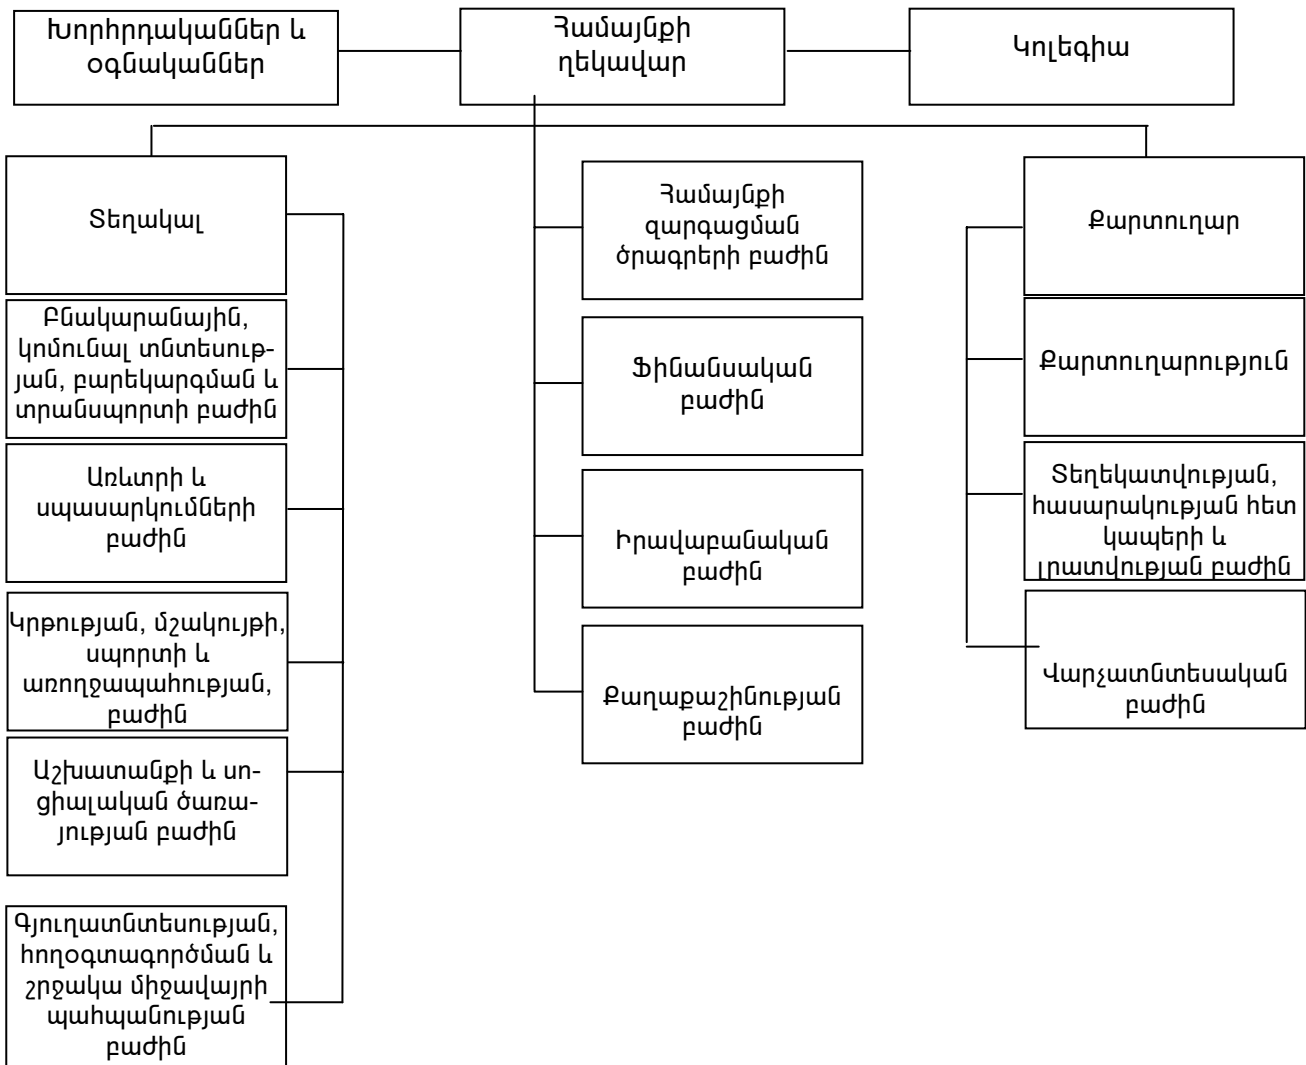 Խորհրդականներ և
օգնականներ
Համայնքի
ղեկավար
Կոլեգիա
Տեղակալ
Բնակարանային,
կոմունալ տնտեսութ-
յան, բարեկարգման և
տրանսպորտի բաժին
Առևտրի և
սպասարկումների
բաժին
Կրթության, մշակույթի,
սպորտի և
առողջապահության,
բաժին
Աշխատանքի և սո-
ցիալական ծառա-
յության բաժին
Գյուղատնտեսության,
հողօգտագործման և
շրջակա միջավայրի
պահպանության
բաժին
Համայնքի
զարգացման
ծրագրերի բաժին
Ֆինանսական
բաժին
Իրավաբանական
բաժին
Քաղաքաշինության
բաժին
Քարտուղար
Քարտուղարություն
Տեղեկատվության,
հասարակության հետ
կապերի և
լրատվության բաժին
Վարչատնտեսական
բաժին